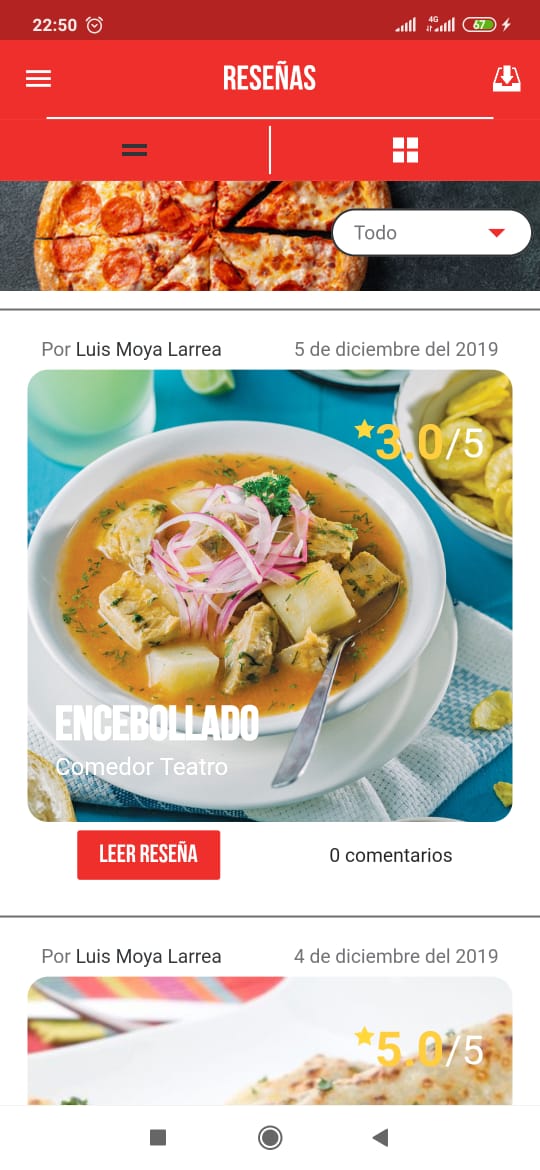 22:50
4G
67
RESEÑAS
Todo
Por Luis Moya Larrea
5 de diciembre del 2019
3.0/5
ENCEBOLLADO
Comedor Teatro
LEER RESEÑA
0 comentarios
Por Luis Moya Larrea
4 de diciembre del 2019
5.0/5